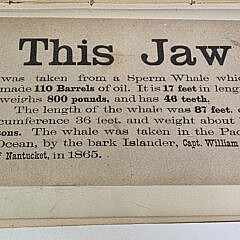 This Jaw
was taken from a Sperm Whale whic
made 110 Barrels of oil. It is 17 feet in leng
weighs 800 pounds, and has 46 teeth.
The length of the whale was 87 feet.
cumference 36 feet. and weight about
tons. The whale was taken in the Pac
Ocean, by the bark Islander, Capt. William
f Nantucket, in 1865.